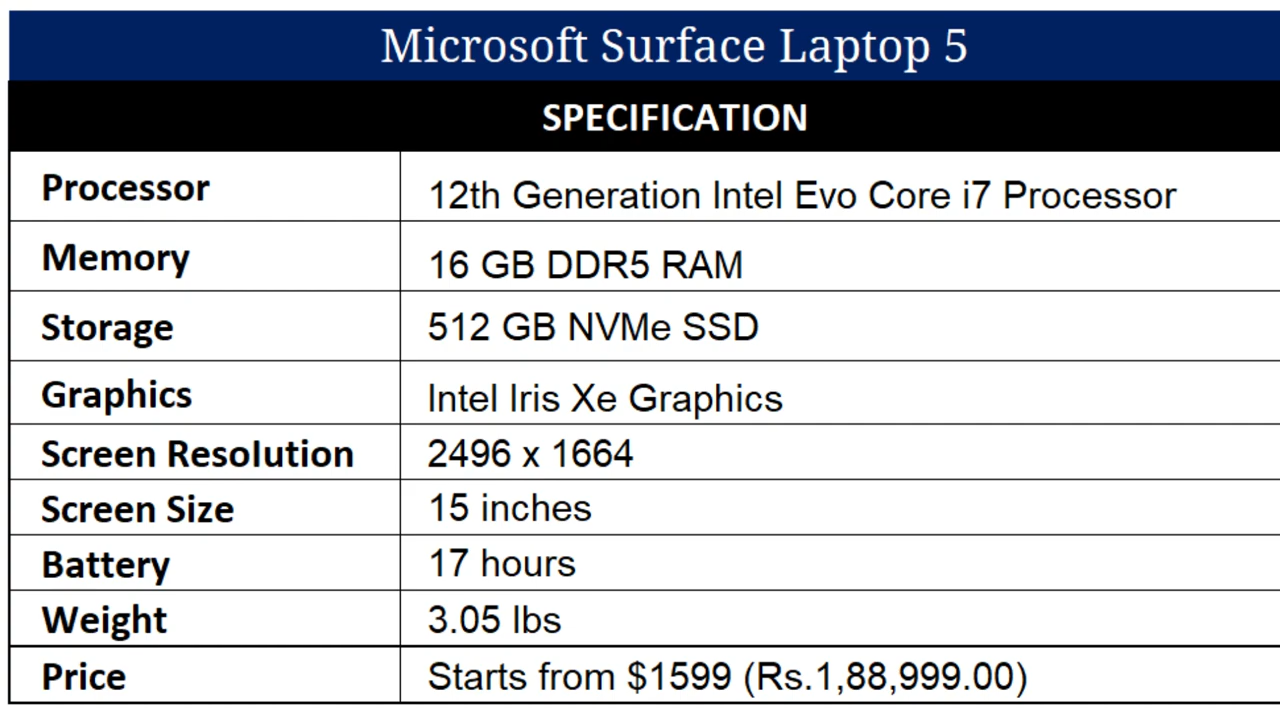 Microsoft Surface Laptop 5
SPECIFICATION
Processor 12th Generation Intel Evo Core i7 Processor
Memory 16 GB DDR5 RAM
Storage 512 GB NVMe SSD
Graphics Intel Iris Xe Graphics
Screen Resolution 2496 x 1664
Screen Size 15 inches
Battery 17 hours
Weight 3.05 lbs
Price Starts from $1599 (Rs.1,88,999.00)